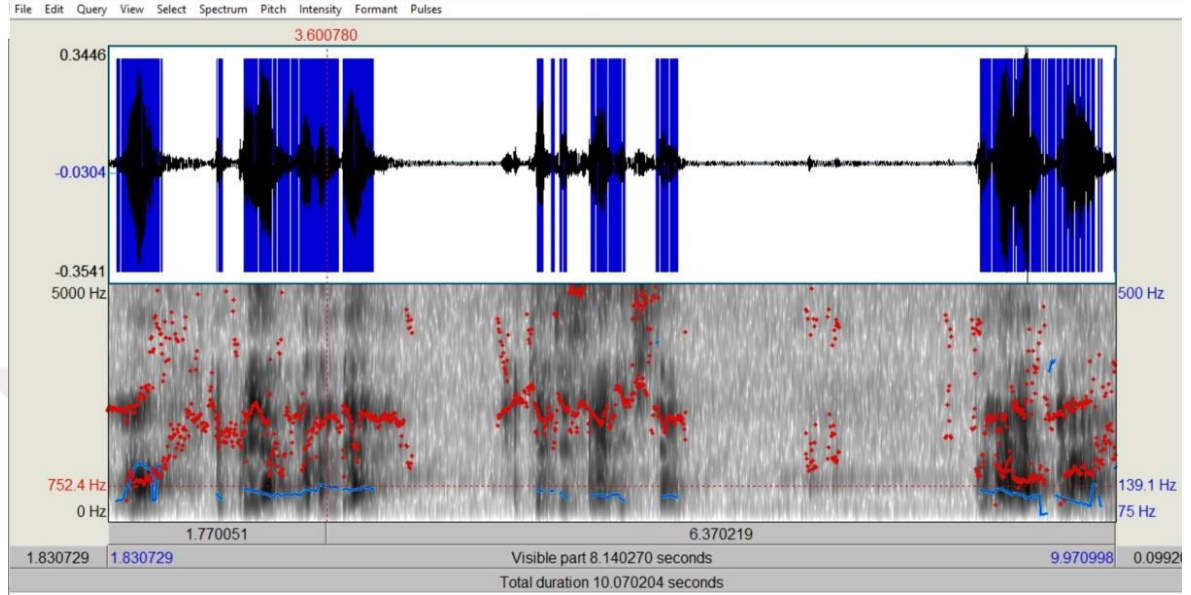 File Edit Query View Select Spectrum Pitch Intensity Formant Pulses
3.600780
0.3446
-0.0304
-0.3541
5000 Hz 500 Hz
752.4 Hz 139.1 Hz
0 Hz 75 Hz
1.770051 6.370219
1.830729 1.830729 Visible part 8.140270 seconds 9.970998 0.09920
Total duration 10.070204 seconds